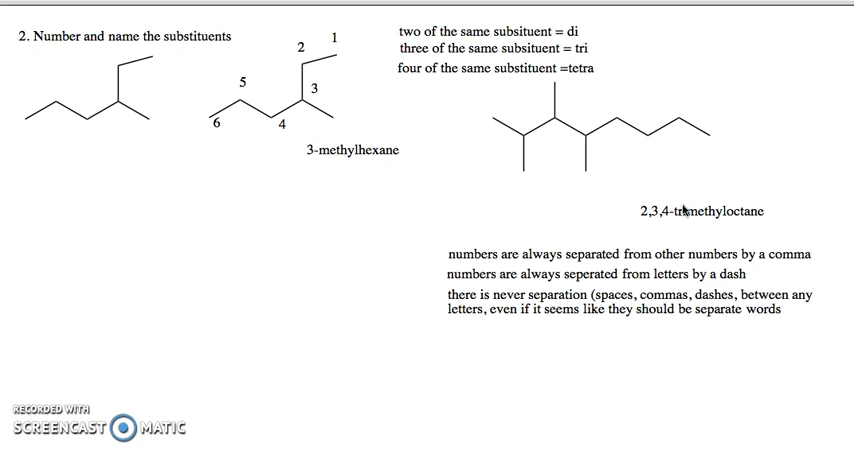 2. Number and name the substituents
two of the same subsituent = di
three of the same subsituent = tri
four of the same substituent =tetra
1
2
3
4
5
6
3-methylhexane
2,3,4-trimethyloctane
numbers are always separated from other numbers by a comma
numbers are always seperated from letters by a dash
there is never separation (spaces, commas, dashes, between any
letters, even if it seems like they should be separate words
RECORDED WITH
SCREENCAST MATIC